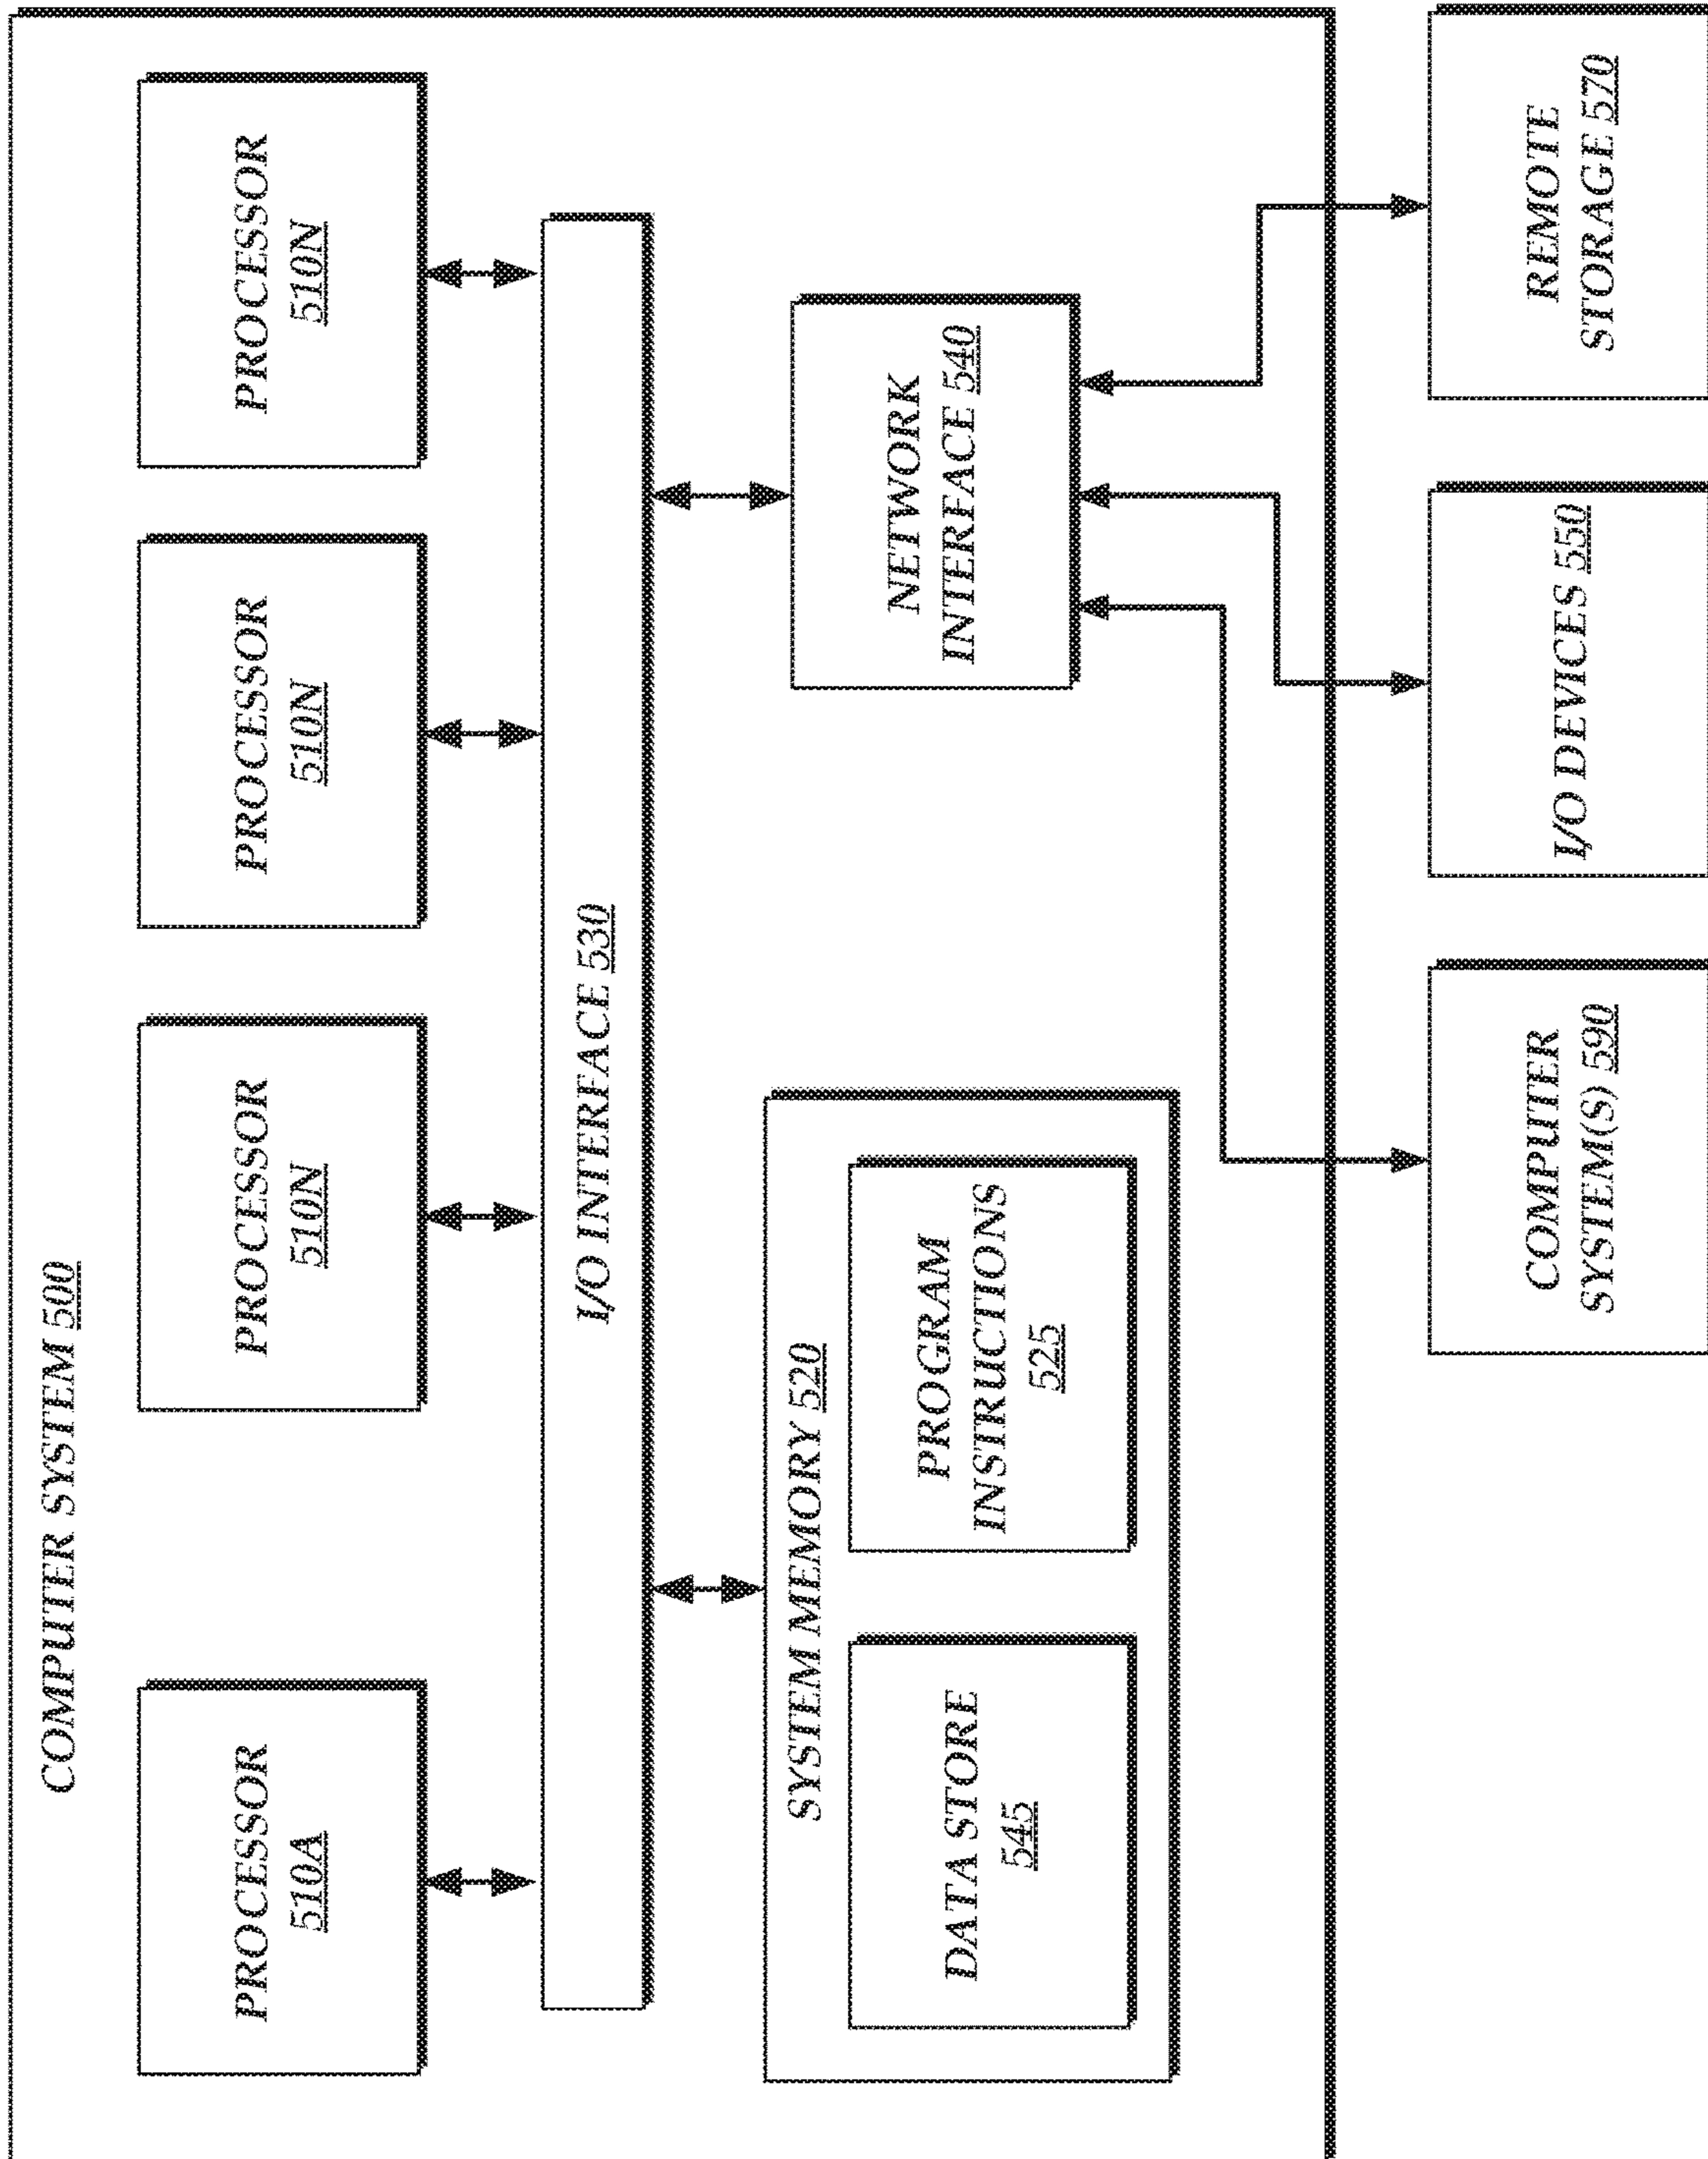 COMPUTER SYSTEM 500
PROCESSOR
510A
PROCESSOR
510N
PROCESSOR
510N
PROCESSOR
510N
I/O INTERFACE 530
SYSTEM MEMORY 520
DATA STORE
545
PROGRAM
INSTRUCTIONS
525
NETWORK
INTERFACE 540
COMPUTER
SYSTEM(S) 590
I/O DEVICES 550
REMOTE
STORAGE 570